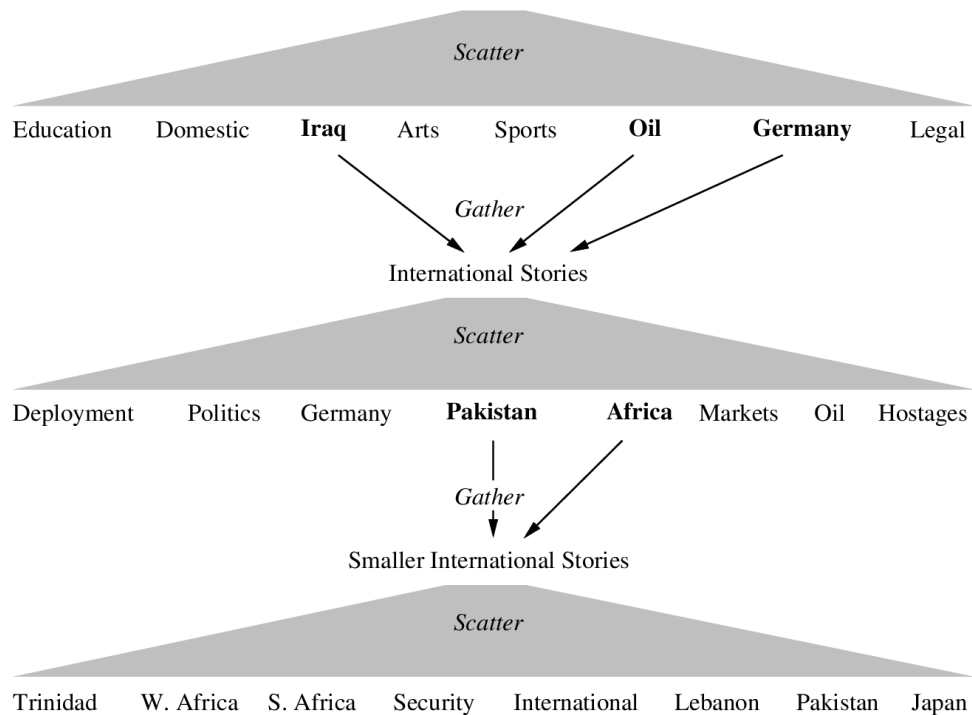 Scatter
Education Domestic Iraq Arts Sports Oil Germany Legal
Gather
International Stories
Scatter
Deployment Politics Germany Pakistan Africa Markets Oil Hostages
Gather
Smaller International Stories
Scatter
Trinidad W. Africa S. Africa Security International Lebanon Pakistan Japan